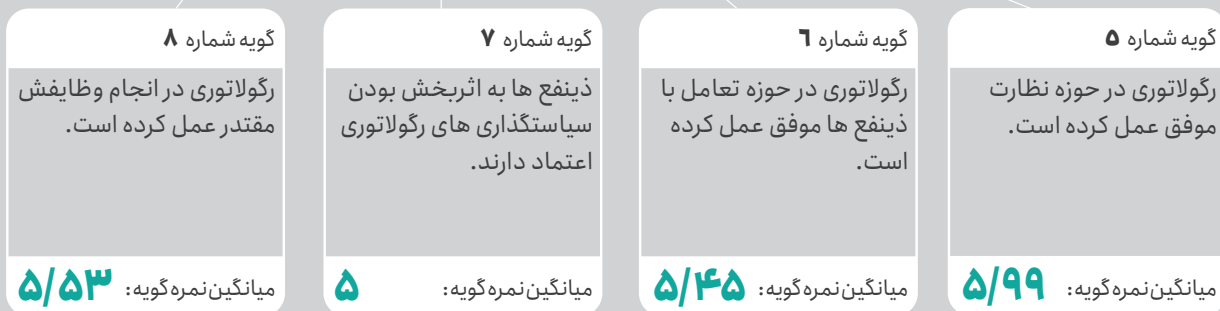 گویه شماره ۵
رگولاتوری در حوزه نظارت
موفق عمل کرده است.
میانگین نمره گویه: ۵/۹۹
گویه شماره ۶
رگولاتوری در حوزه تعامل با
ذینفع ها موفق عمل کرده
است.
میانگین نمره گویه: ۵/۴۵
گویه شماره ۷
ذینفع ها به اثربخش بودن
سیاستگذاری های رگولاتوری
اعتماد دارند.
میانگین نمره گویه: ۵
گویه شماره ۸
رگولاتوری در انجام وظایفش
مقتدر عمل کرده است.
میانگین نمره گویه: ۵/۵۳